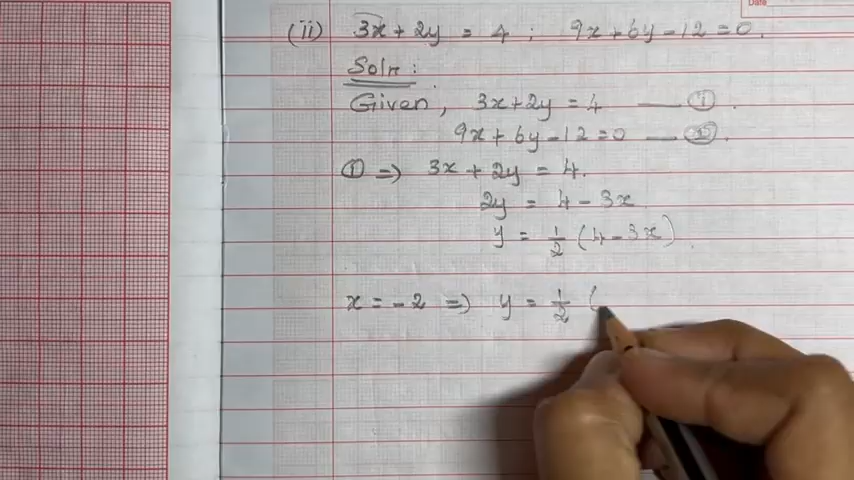 Date
(ii) 3x + 2y = 4 ; 9x + 6y - 12 = 0.
Soln :
Given, 3x + 2y = 4 —— ①.
9x + 6y - 12 = 0 —— ②.
① => 3x + 2y = 4.
2y = 4 - 3x
y = 1/2 (4 - 3x).
x = -2 => y = 1/2 (